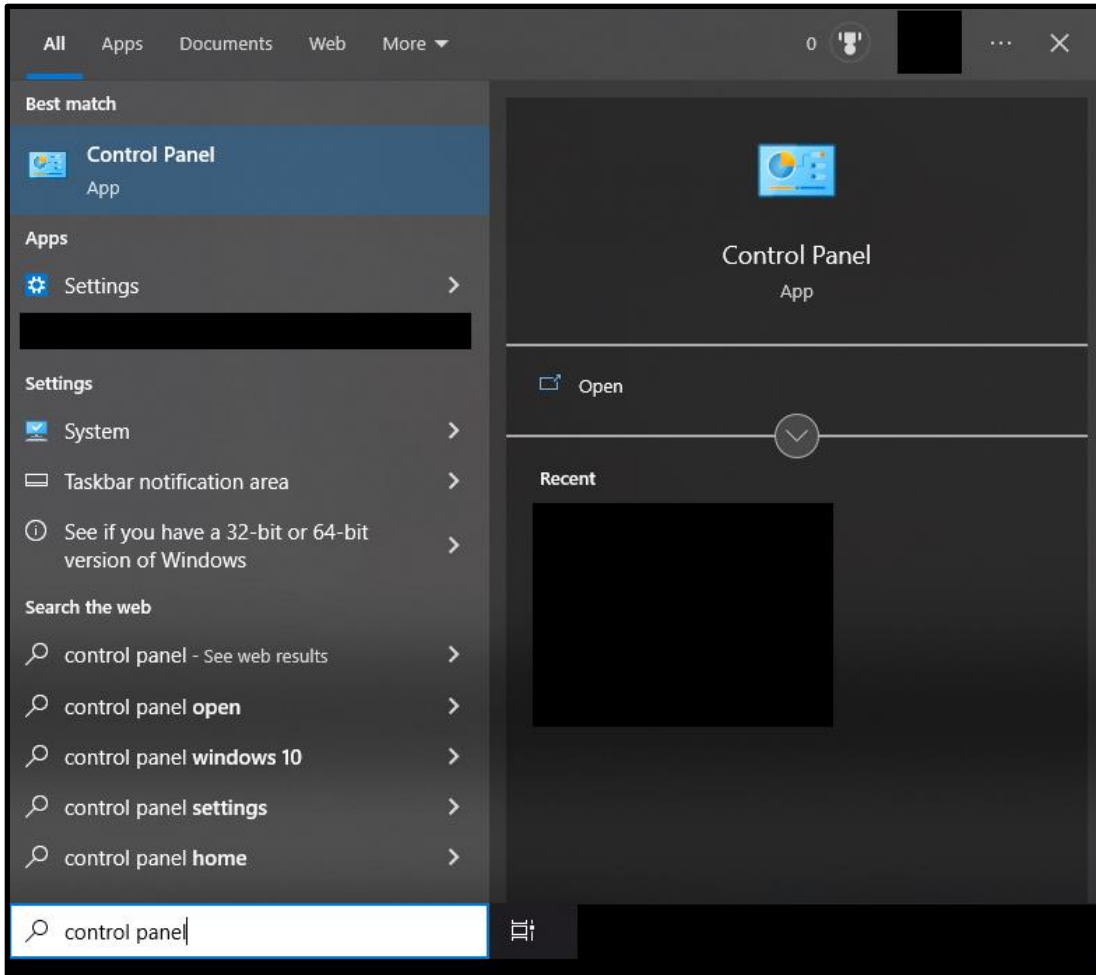 All Apps Documents Web More 0
Best match
Control Panel
App
Apps
Settings
Settings
System
Taskbar notification area
See if you have a 32-bit or 64-bit
version of Windows
Search the web
control panel - See web results
control panel open
control panel windows 10
control panel settings
control panel home
control panel
Control Panel
App
Open
Recent